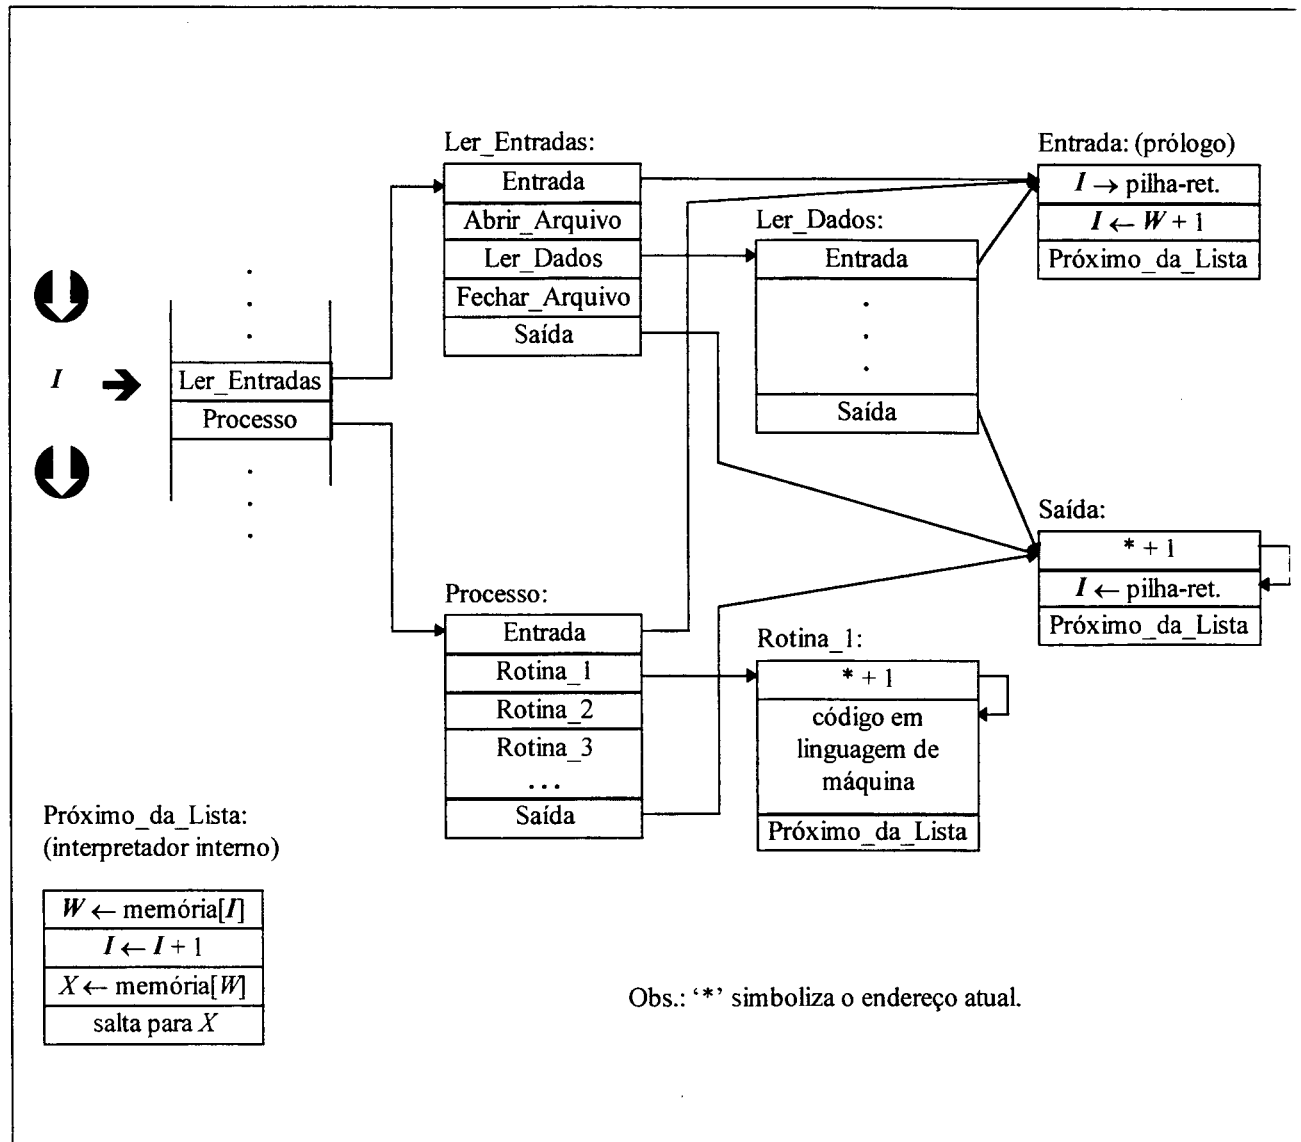 Ler_Entradas:
Entrada
Abrir_Arquivo
Ler_Dados
Fechar_Arquivo
Saída
Entrada: (prólogo)
I → pilha-ret.
I ← W + 1
Próximo_da_Lista
Ler_Dados:
Entrada
.
.
.
Saída
.
.
.
I
Ler_Entradas
Processo
.
.
.
Saída:
* + 1
I ← pilha-ret.
Próximo_da_Lista
Processo:
Entrada
Rotina_1
Rotina_2
Rotina_3
...
Saída
Rotina_1:
* + 1
código em
linguagem de
máquina
Próximo_da_Lista
Próximo_da_Lista:
(interpretador interno)
W ← memória[I]
I ← I + 1
X ← memória[W]
salta para X
Obs.: ‘*’ simboliza o endereço atual.